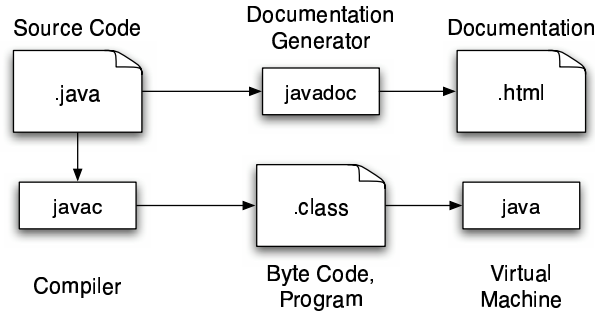 Source Code
Documentation
Generator
Documentation
.java
javadoc
.html
javac
.class
java
Compiler
Byte Code,
Program
Virtual
Machine